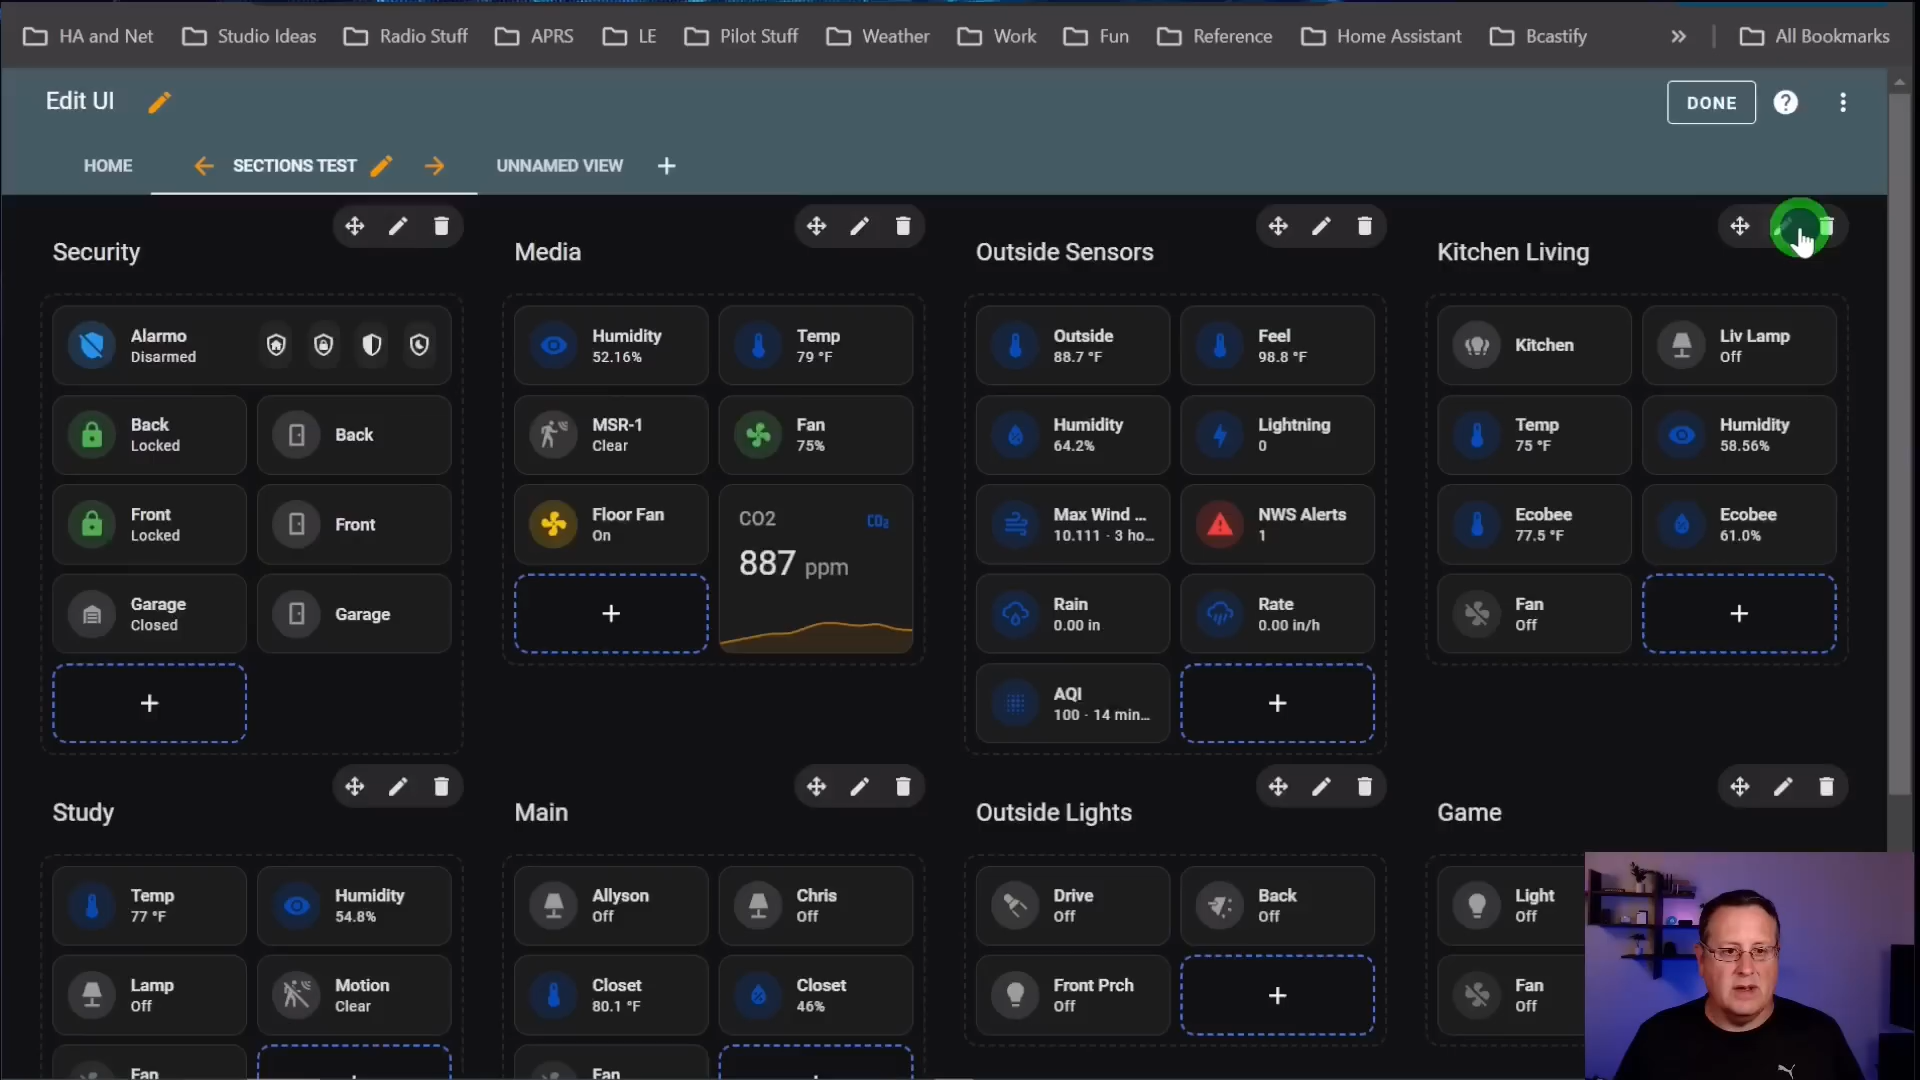 HA and Net
Studio Ideas
Radio Stuff
APRS
LE
Pilot Stuff
Weather
Work
Fun
Reference
Home Assistant
Bcastify
»
All Bookmarks
Edit UI
DONE
?
HOME
SECTIONS TEST
UNNAMED VIEW
+
Security
Media
Outside Sensors
Kitchen Living
Alarmo
Disarmed
Humidity
52.16%
Temp
79 °F
Outside
88.7 °F
Feel
98.8 °F
Kitchen
Liv Lamp
Off
Back
Locked
Back
MSR-1
Clear
Fan
75%
Humidity
64.2%
Lightning
0
Temp
75 °F
Humidity
58.56%
Front
Locked
Front
Floor Fan
On
CO2
CO₂
887 ppm
Max Wind ...
10.111 · 3 ho...
NWS Alerts
1
Ecobee
77.5 °F
Ecobee
61.0%
Garage
Closed
Garage
+
Rain
0.00 in
Rate
0.00 in/h
Fan
Off
+
+
AQI
100 · 14 min...
+
Study
Main
Outside Lights
Game
Temp
77 °F
Humidity
54.8%
Allyson
Off
Chris
Off
Drive
Off
Back
Off
Light
Off
Lamp
Off
Motion
Clear
Closet
80.1 °F
Closet
46%
Front Prch
Off
+
Fan
Off
Fan
Fan